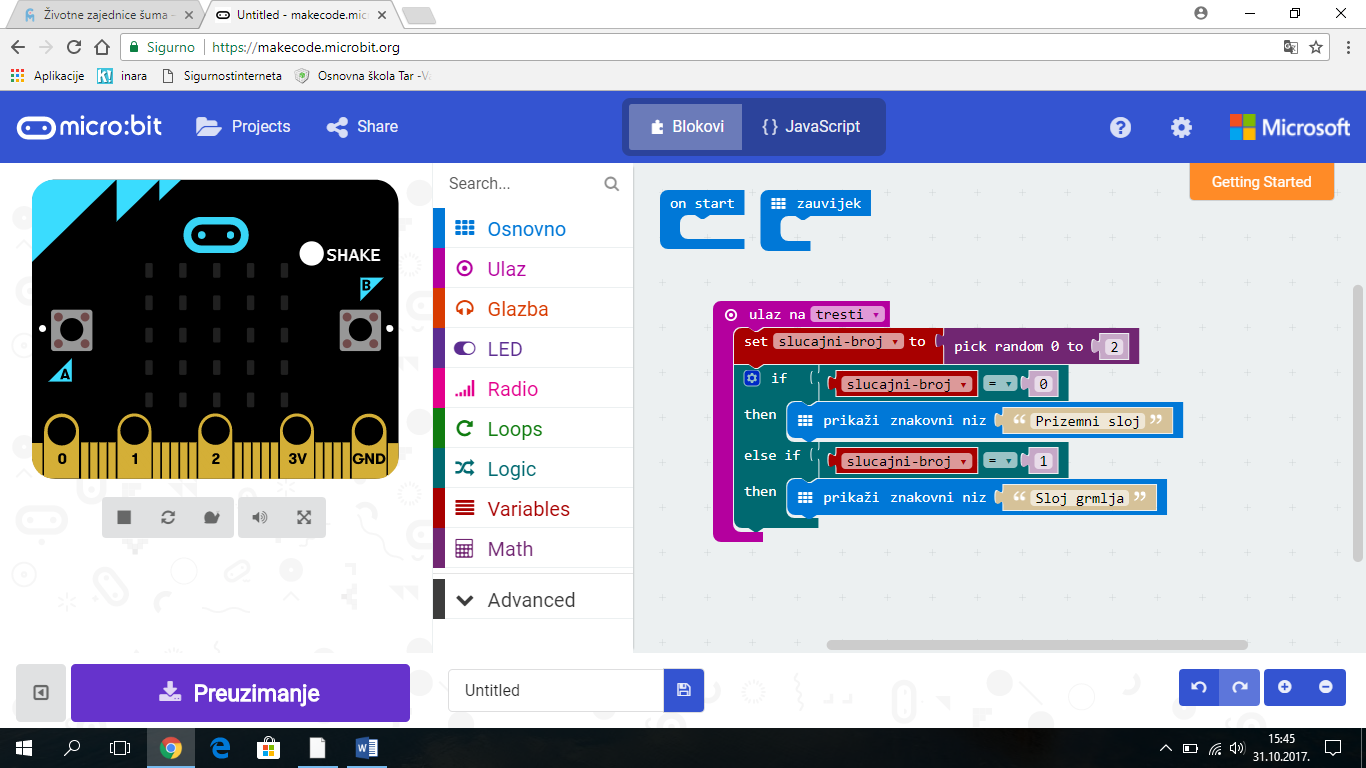 Životne zajednice šuma -
Untitled - makecode.mic
Sigurno
https://makecode.microbit.org
Aplikacije
inara
Sigurnostinterneta
Osnovna škola Tar -Va
micro:bit
Projects
Share
Blokovi
{} JavaScript
Microsoft
Getting Started
SHAKE
B
A
0 1 2 3V GND
Search...
Osnovno
Ulaz
Glazba
LED
Radio
Loops
Logic
Variables
Math
Advanced
on start
zauvijek
ulaz na tresti
set slucajni-broj to pick random 0 to 2
if slucajni-broj = 0
then prikaži znakovni niz “ Prizemni sloj ”
else if slucajni-broj = 1
then prikaži znakovni niz “ Sloj grmlja ”
Preuzimanje
Untitled
15:45
31.10.2017.